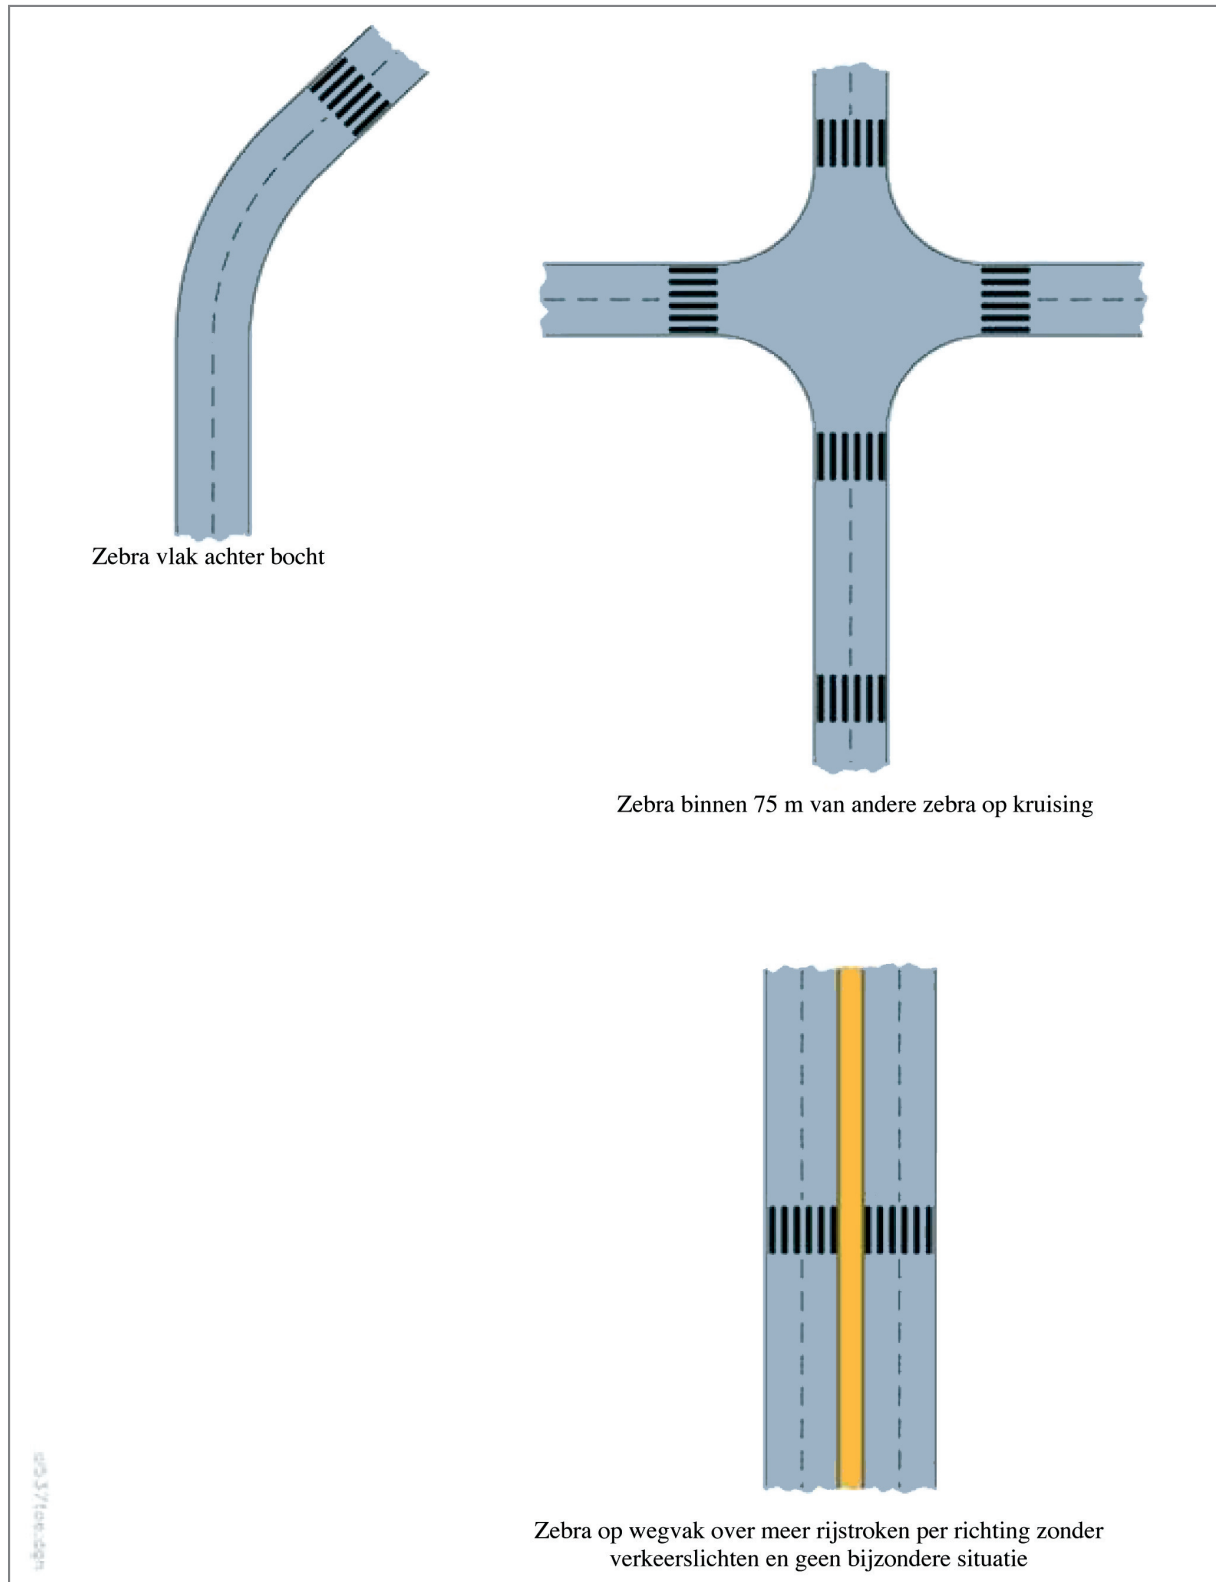 Zebra vlak achter bocht
Zebra binnen 75 m van andere zebra op kruising
Zebra op wegvak over meer rijstroken per richting zonder
verkeerslichten en geen bijzondere situatie